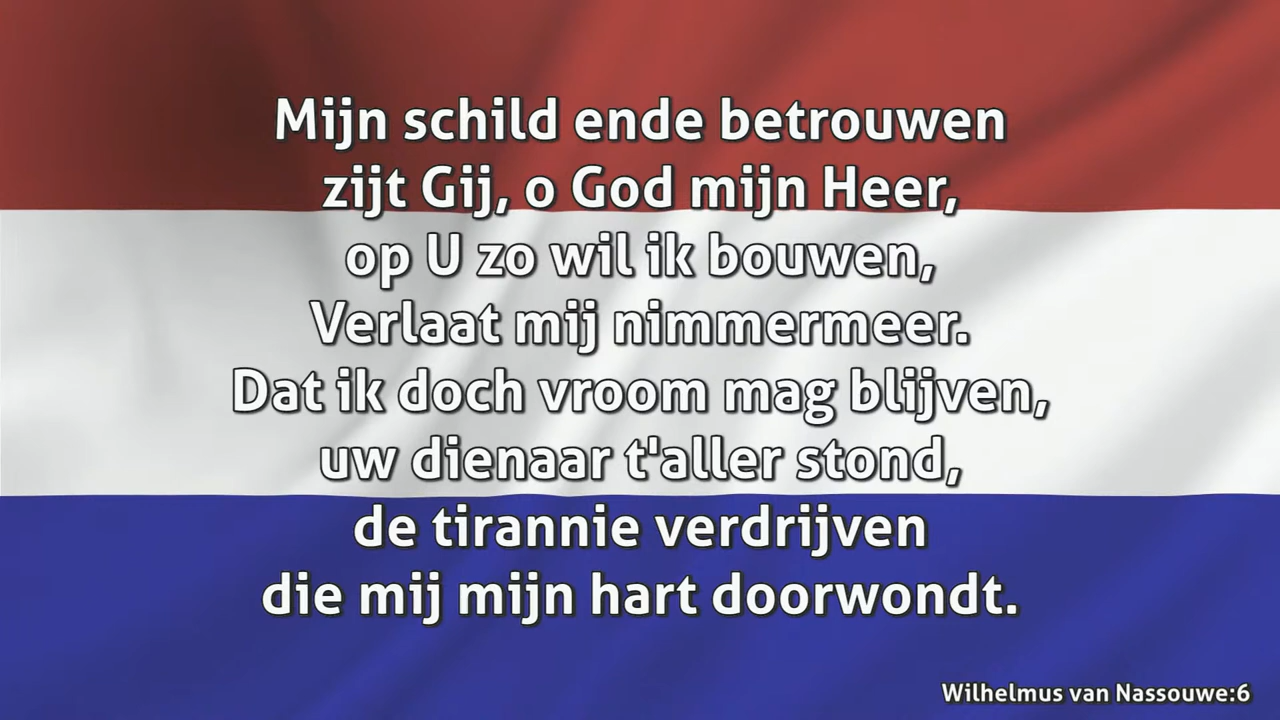 Mijn schild ende betrouwen
zijt Gij, o God mijn Heer,
op U zo wil ik bouwen,
Verlaat mij nimmermeer.
Dat ik doch vroom mag blijven,
uw dienaar t'aller stond,
de tirannie verdrijven
die mij mijn hart doorwondt.
Wilhelmus van Nassouwe:6